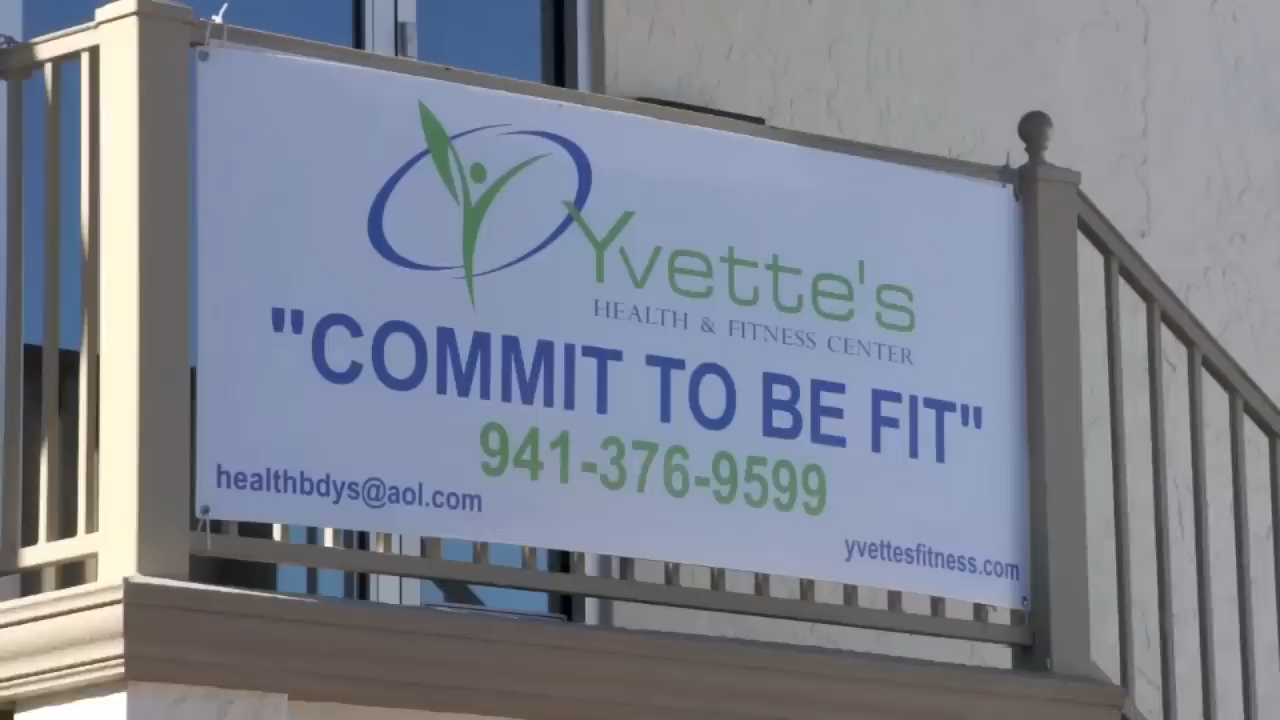 Yvette's
HEALTH & FITNESS CENTER
"COMMIT TO BE FIT"
941-376-9599
healthbdys@aol.com
yvettesfitness.com